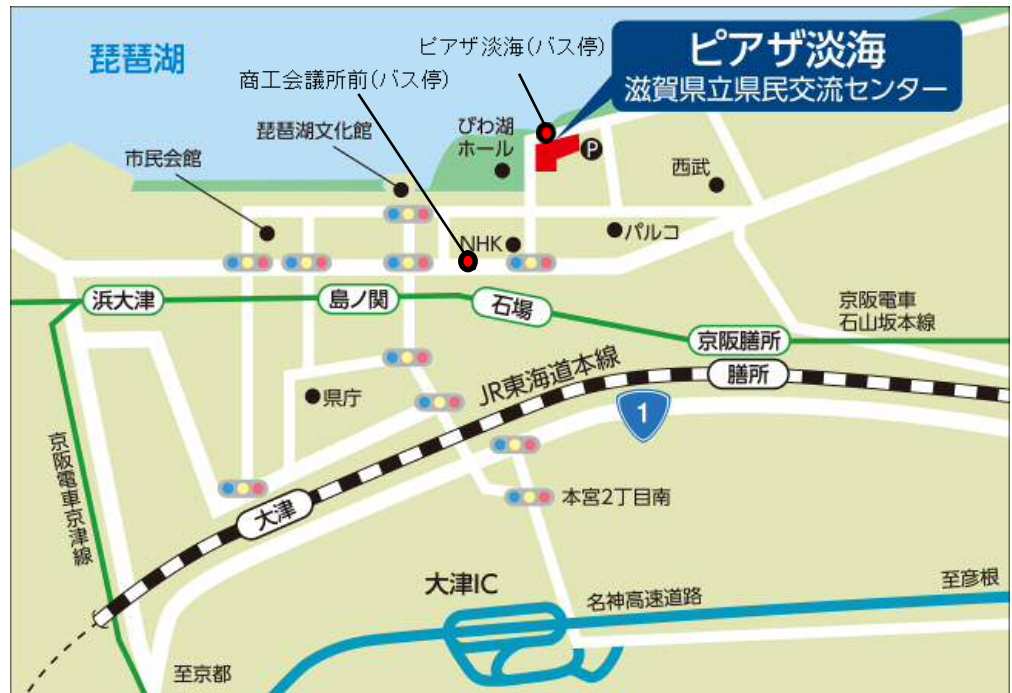 琵琶湖
ピアザ淡海(バス停)
商工会議所前(バス停)
ピアザ淡海
滋賀県立県民交流センター
琵琶湖文化館
びわ湖
ホール
P
市民会館
西武
NHK
パルコ
浜大津
島ノ関
石場
京阪電車
石山坂本線
京阪膳所
膳所
JR東海道本線
県庁
1
京阪電車京津線
大津
本宮2丁目南
大津IC
名神高速道路
至彦根
至京都